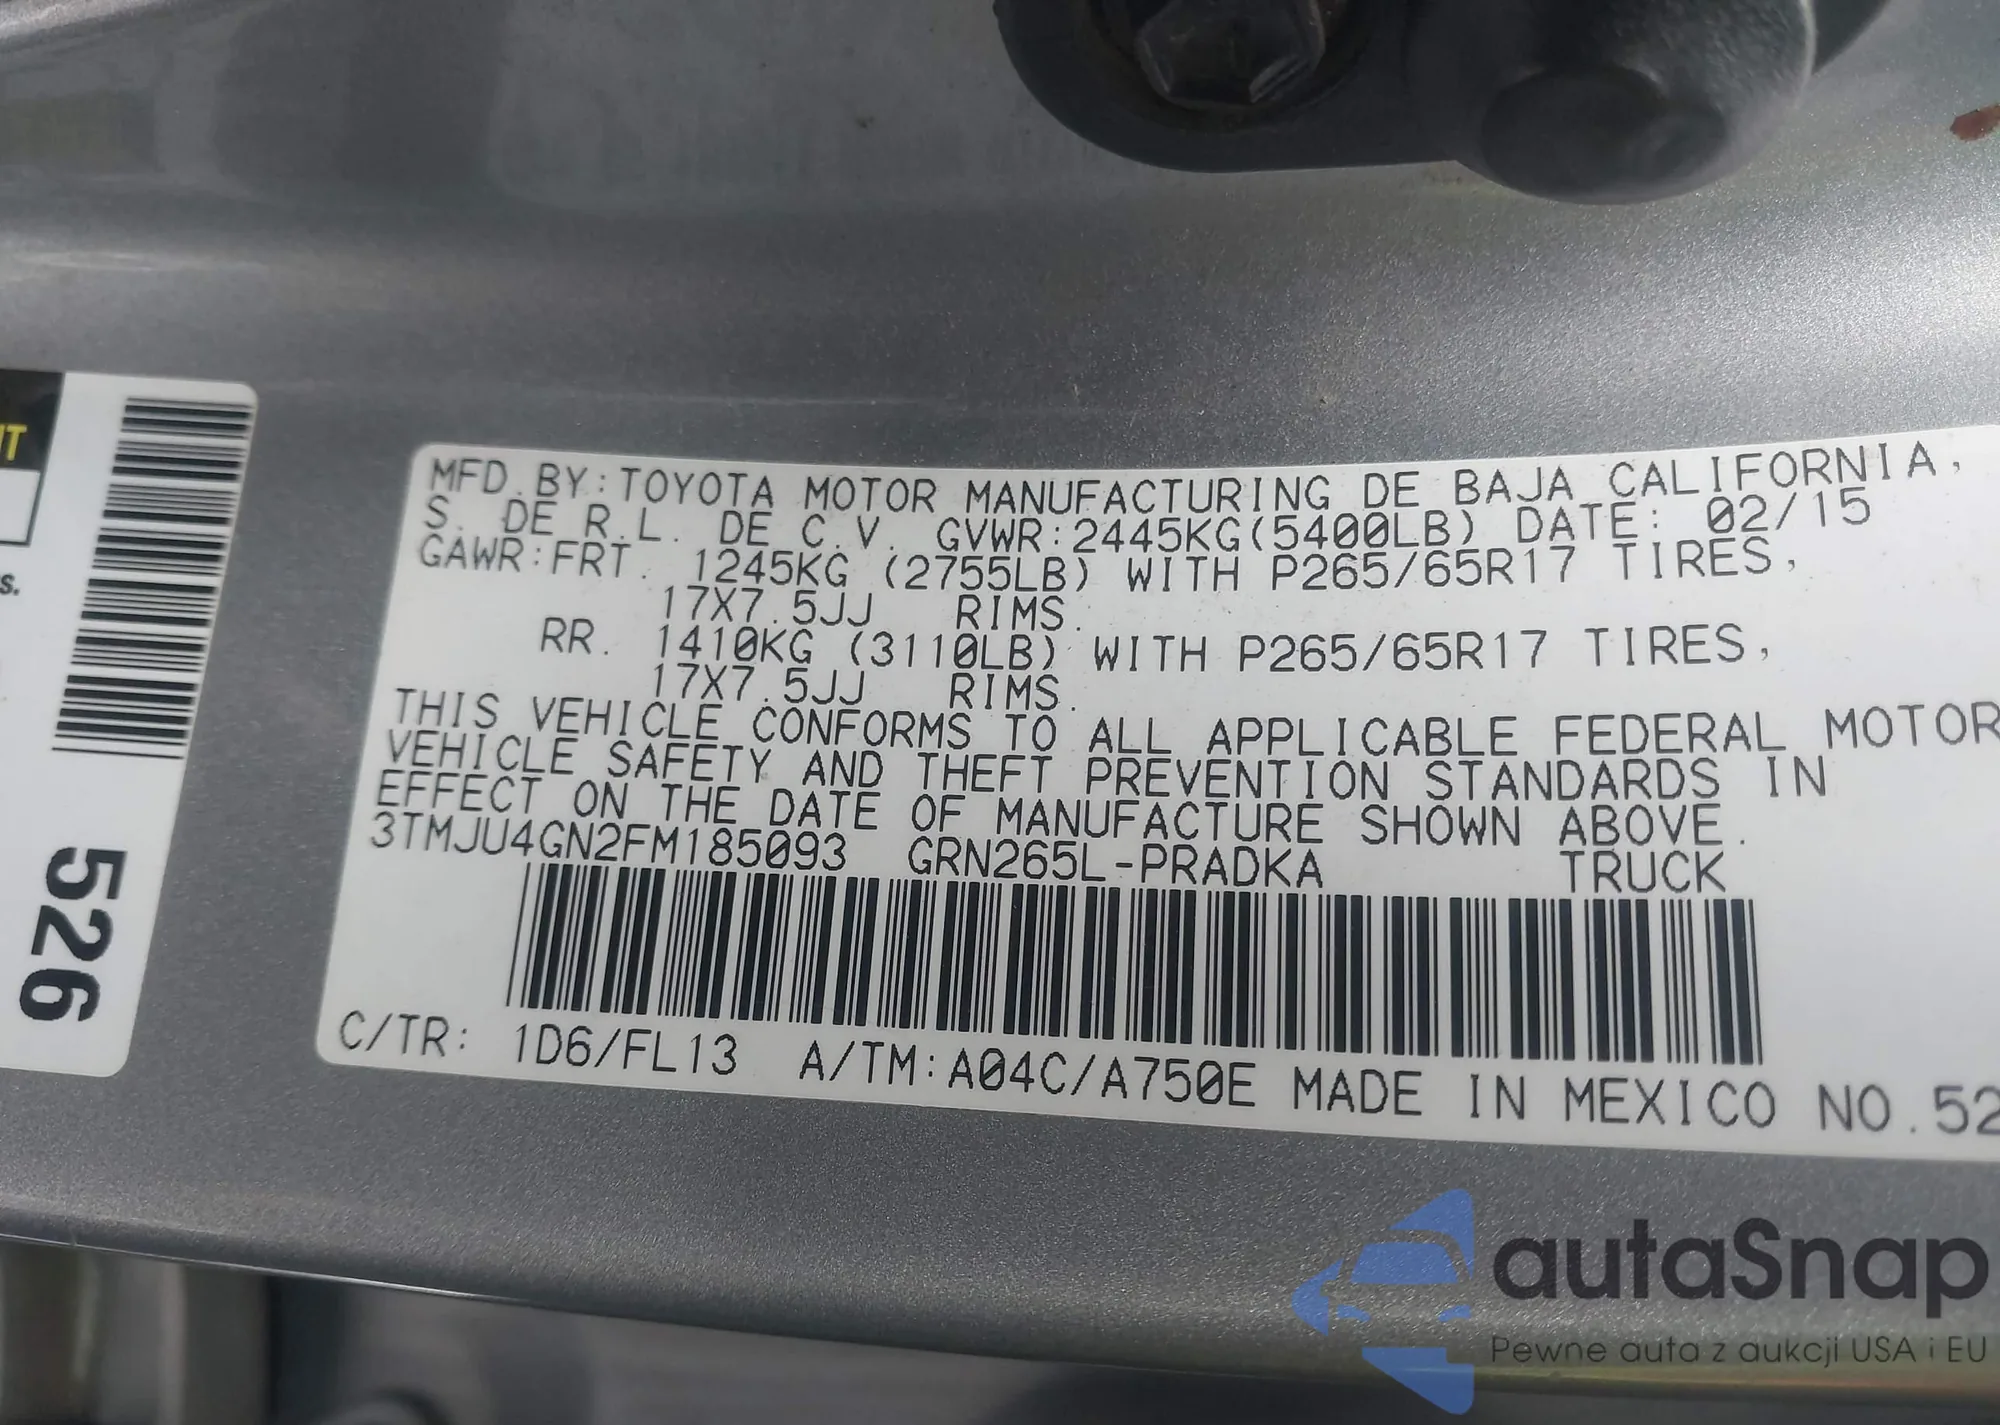 MFD.BY:TOYOTA MOTOR MANUFACTURING DE BAJA CALIFORNIA,
S. DE R.L. DE C.V. GVWR:2445KG(5400LB) DATE: 02/15
GAWR:FRT. 1245KG (2755LB) WITH P265/65R17 TIRES,
17X7.5JJ RIMS.
RR. 1410KG (3110LB) WITH P265/65R17 TIRES,
17X7.5JJ RIMS.
THIS VEHICLE CONFORMS TO ALL APPLICABLE FEDERAL MOTOR
VEHICLE SAFETY AND THEFT PREVENTION STANDARDS IN
EFFECT ON THE DATE OF MANUFACTURE SHOWN ABOVE.
3TMJU4GN2FM185093 GRN265L-PRADKA TRUCK
C/TR: 1D6/FL13 A/TM:A04C/A750E MADE IN MEXICO NO.52
526
autaSnap
Pewne auta z aukcji USA i EU